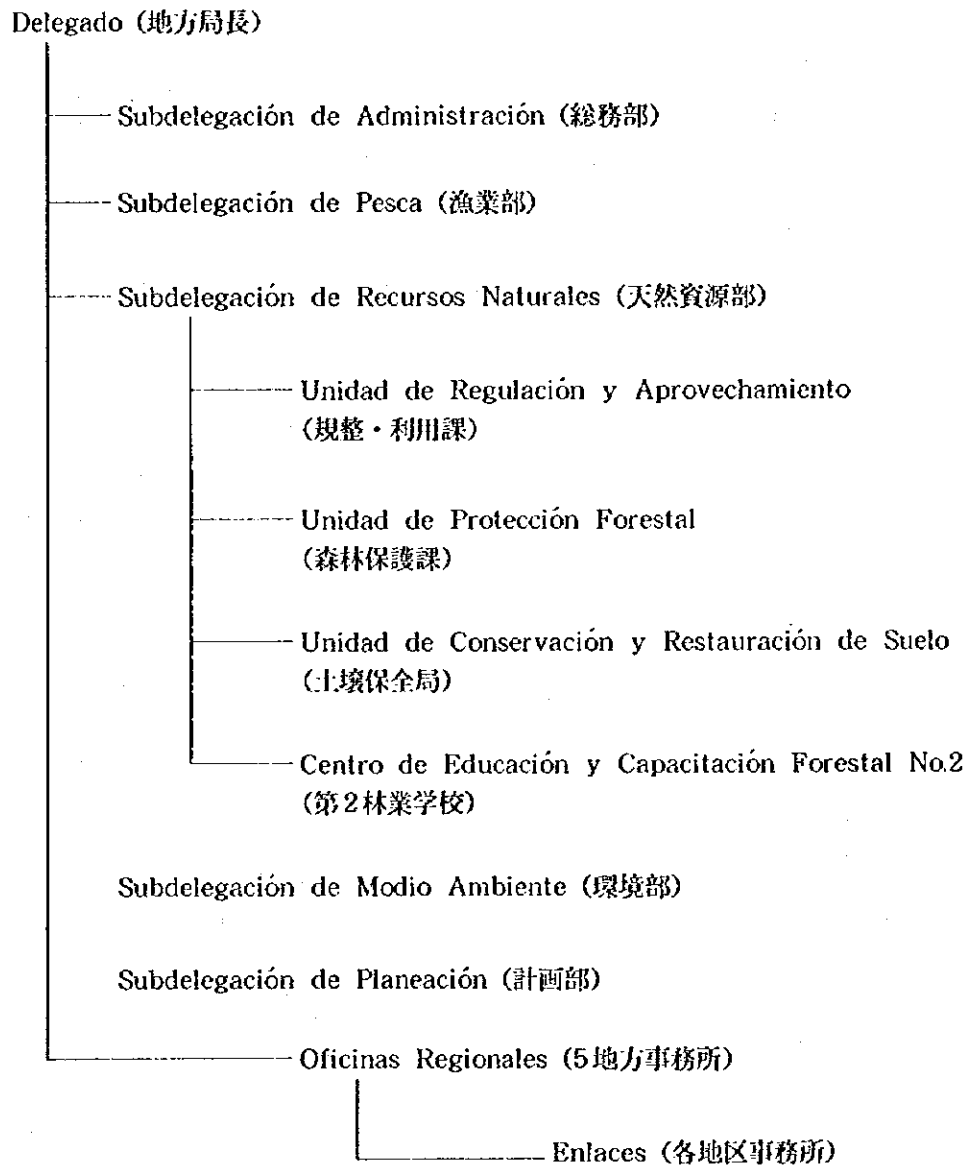 Delegado (地方局長)
Subdelegación de Administración (総務部)
Subdelegación de Pesca (漁業部)
Subdelegación de Recursos Naturales (天然資源部)
Unidad de Regulación y Aprovechamiento
(規整・利用課)
Unidad de Protección Forestal
(森林保護課)
Unidad de Conservación y Restauración de Suelo
(土壌保全局)
Centro de Educación y Capacitación Forestal No.2
(第2林業学校)
Subdelegación de Modio Ambiente (環境部)
Subdelegación de Planeación (計画部)
Oficinas Regionales (5地方事務所)
Enlaces (各地区事務所)